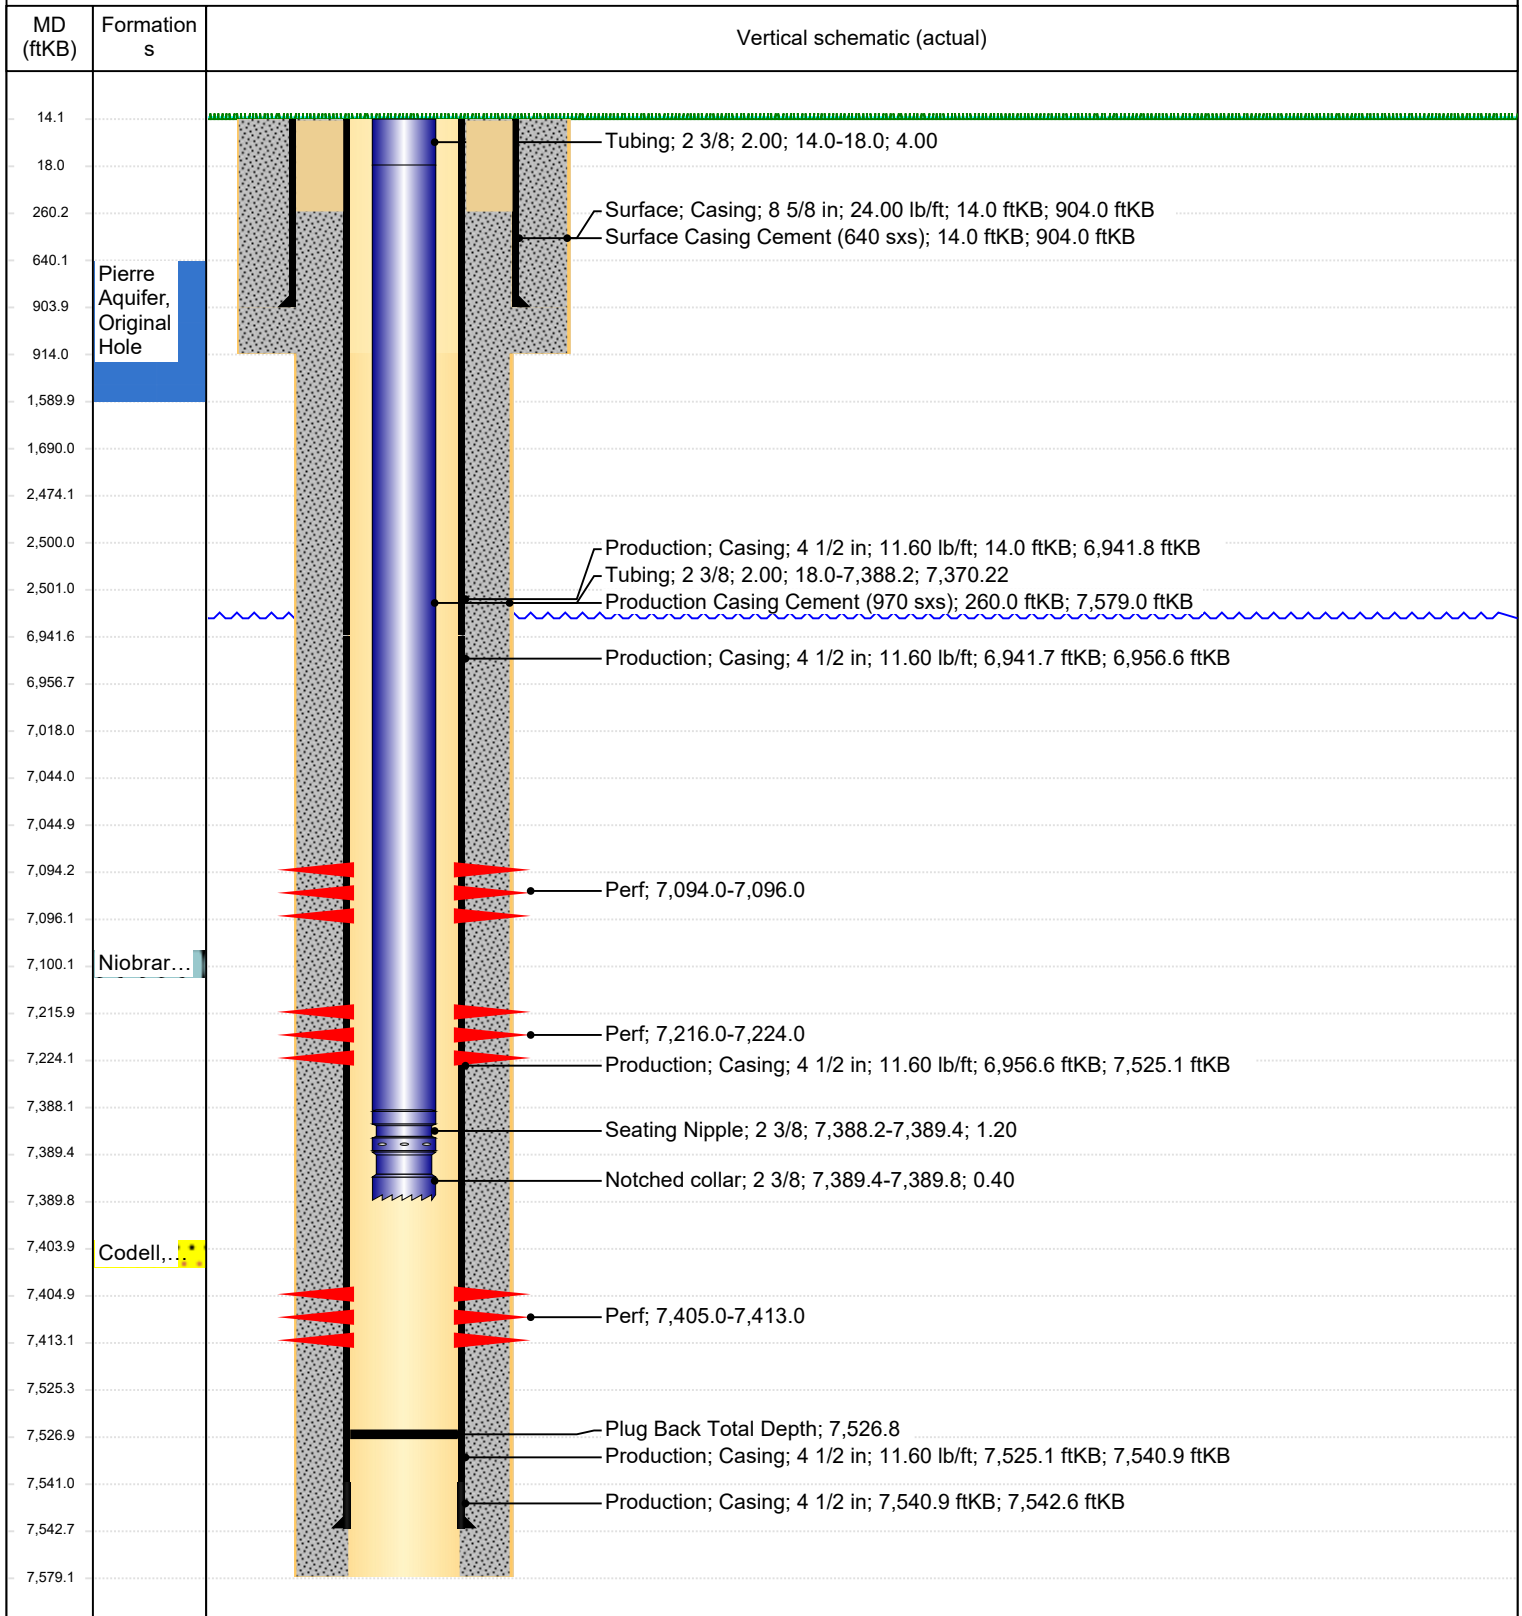 MD
(ftKB)
Formation
s
Vertical schematic (actual)
14.1
Tubing; 2 3/8; 2.00; 14.0-18.0; 4.00
18.0
260.2
Surface; Casing; 8 5/8 in; 24.00 lb/ft; 14.0 ftKB; 904.0 ftKB
Surface Casing Cement (640 sxs); 14.0 ftKB; 904.0 ftKB
640.1
Pierre
Aquifer,
Original
Hole
903.9
914.0
1,589.9
1,690.0
2,474.1
2,500.0
Production; Casing; 4 1/2 in; 11.60 lb/ft; 14.0 ftKB; 6,941.8 ftKB
Tubing; 2 3/8; 2.00; 18.0-7,388.2; 7,370.22
2,501.0
Production Casing Cement (970 sxs); 260.0 ftKB; 7,579.0 ftKB
6,941.6
Production; Casing; 4 1/2 in; 11.60 lb/ft; 6,941.7 ftKB; 6,956.6 ftKB
6,956.7
7,018.0
7,044.0
7,044.9
7,094.2
Perf; 7,094.0-7,096.0
7,096.1
7,100.1
Niobrar...
7,215.9
Perf; 7,216.0-7,224.0
7,224.1
Production; Casing; 4 1/2 in; 11.60 lb/ft; 6,956.6 ftKB; 7,525.1 ftKB
7,388.1
Seating Nipple; 2 3/8; 7,388.2-7,389.4; 1.20
7,389.4
Notched collar; 2 3/8; 7,389.4-7,389.8; 0.40
7,389.8
7,403.9
Codell,...
7,404.9
Perf; 7,405.0-7,413.0
7,413.1
7,525.3
Plug Back Total Depth; 7,526.8
7,526.9
Production; Casing; 4 1/2 in; 11.60 lb/ft; 7,525.1 ftKB; 7,540.9 ftKB
7,541.0
Production; Casing; 4 1/2 in; 7,540.9 ftKB; 7,542.6 ftKB
7,542.7
7,579.1